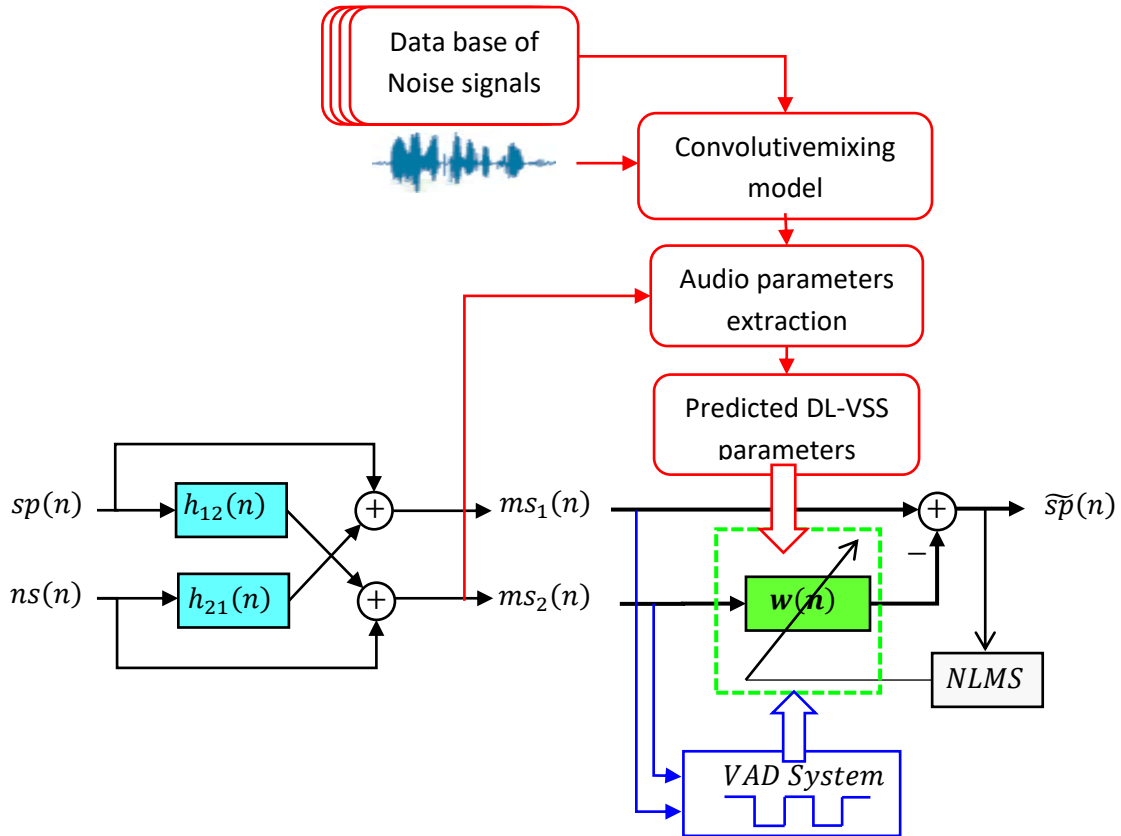 Data base of
Noise signals
Convolutivemixing
model
Audio parameters
extraction
Predicted DL-VSS
parameters
sp(n)
h₁₂(n)
ms₁(n)
+
+
s͠p(n)
−
ns(n)
h₂₁(n)
+
ms₂(n)
w(n)
NLMS
VAD System